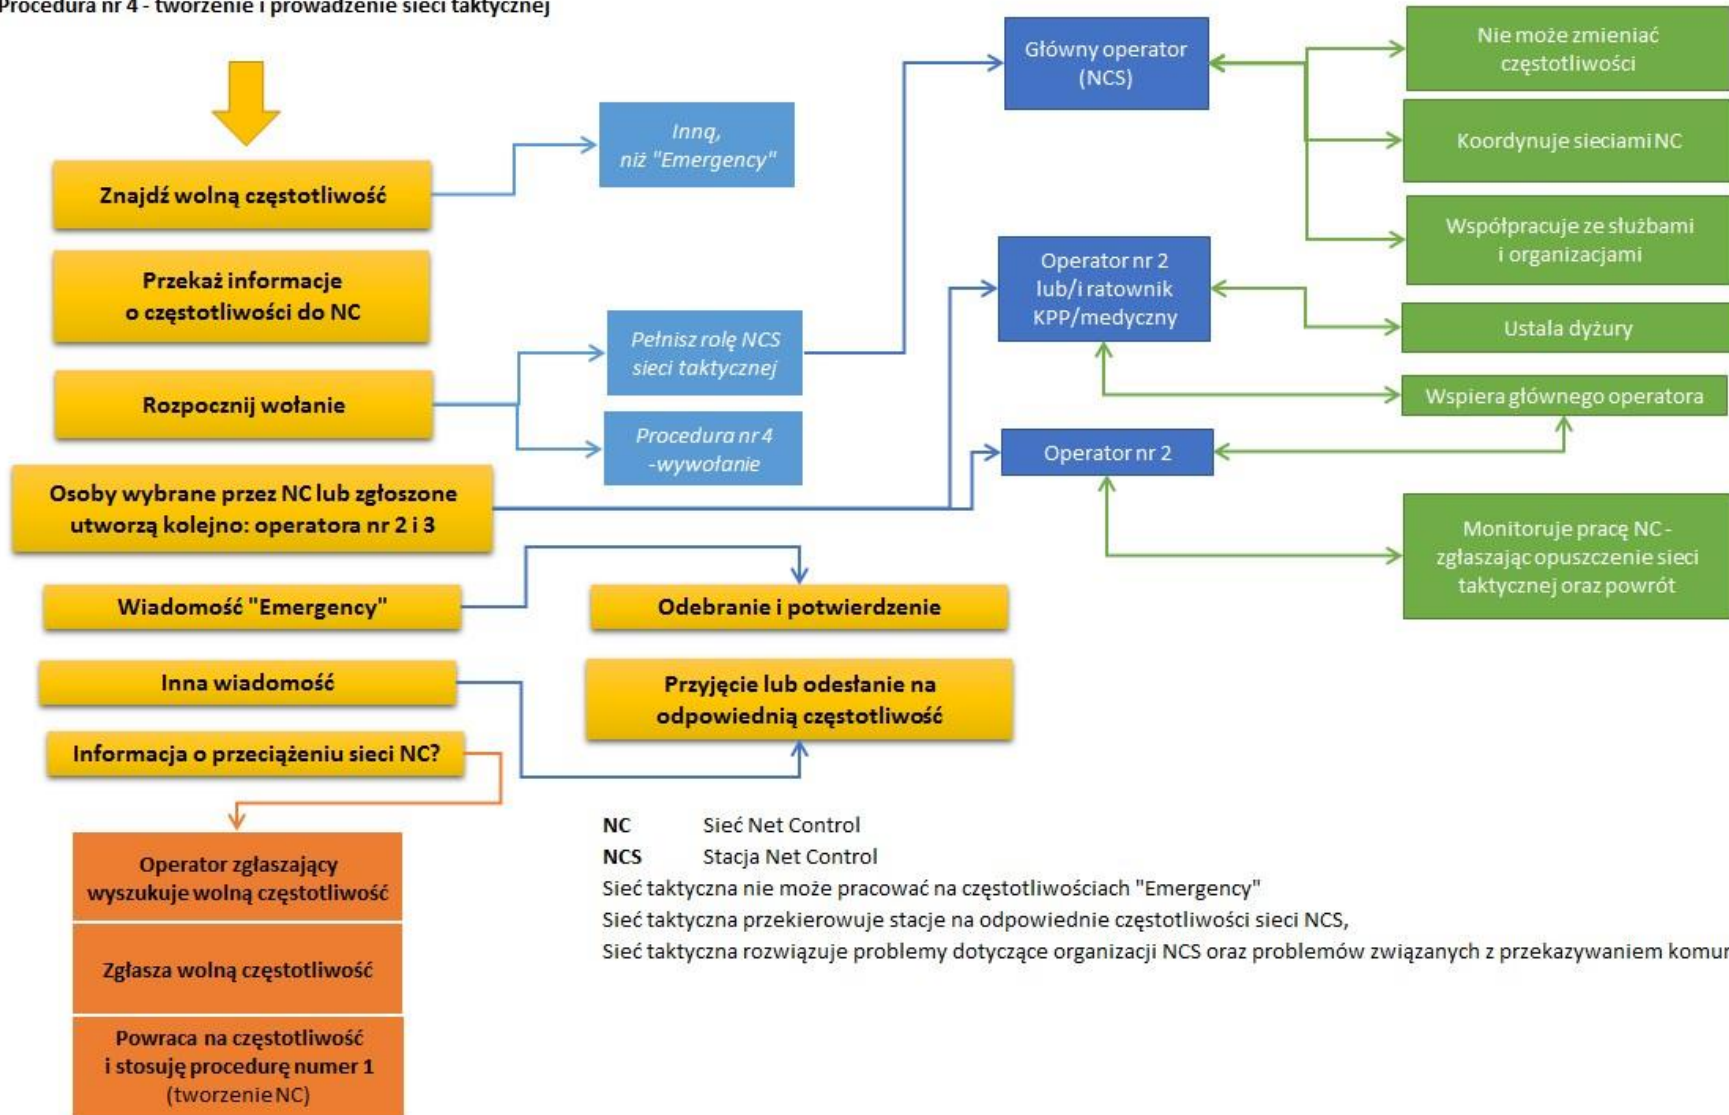 Procedura nr 4 - tworzenie i prowadzenie sieci taktycznej
Znajdź wolną częstotliwość
Inną,
niż "Emergency"
Przekaż informacje
o częstotliwości do NC
Rozpocznij wołanie
Pełnisz rolę NCS
sieci taktycznej
Procedura nr 4
-wywołanie
Osoby wybrane przez NC lub zgłoszone
utworzą kolejno: operatora nr 2 i 3
Główny operator
(NCS)
Nie może zmieniać
częstotliwości
Koordynuje sieciami NC
Współpracuje ze służbami
i organizacjami
Operator nr 2
lub/i ratownik
KPP/medyczny
Ustala dyżury
Wspiera głównego operatora
Operator nr 2
Monitoruje pracę NC -
zgłaszając opuszczenie sieci
taktycznej oraz powrót
Wiadomość "Emergency"
Odebranie i potwierdzenie
Inna wiadomość
Przyjęcie lub odesłanie na
odpowiednią częstotliwość
Informacja o przeciążeniu sieci NC?
Operator zgłaszający
wyszukuje wolną częstotliwość
Zgłasza wolną częstotliwość
Powraca na częstotliwość
i stosuję procedurę numer 1
(tworzenie NC)
NC Sieć Net Control
NCS Stacja Net Control
Sieć taktyczna nie może pracować na częstotliwościach "Emergency"
Sieć taktyczna przekierowuje stacje na odpowiednie częstotliwości sieci NCS,
Sieć taktyczna rozwiązuje problemy dotyczące organizacji NCS oraz problemów związanych z przekazywaniem